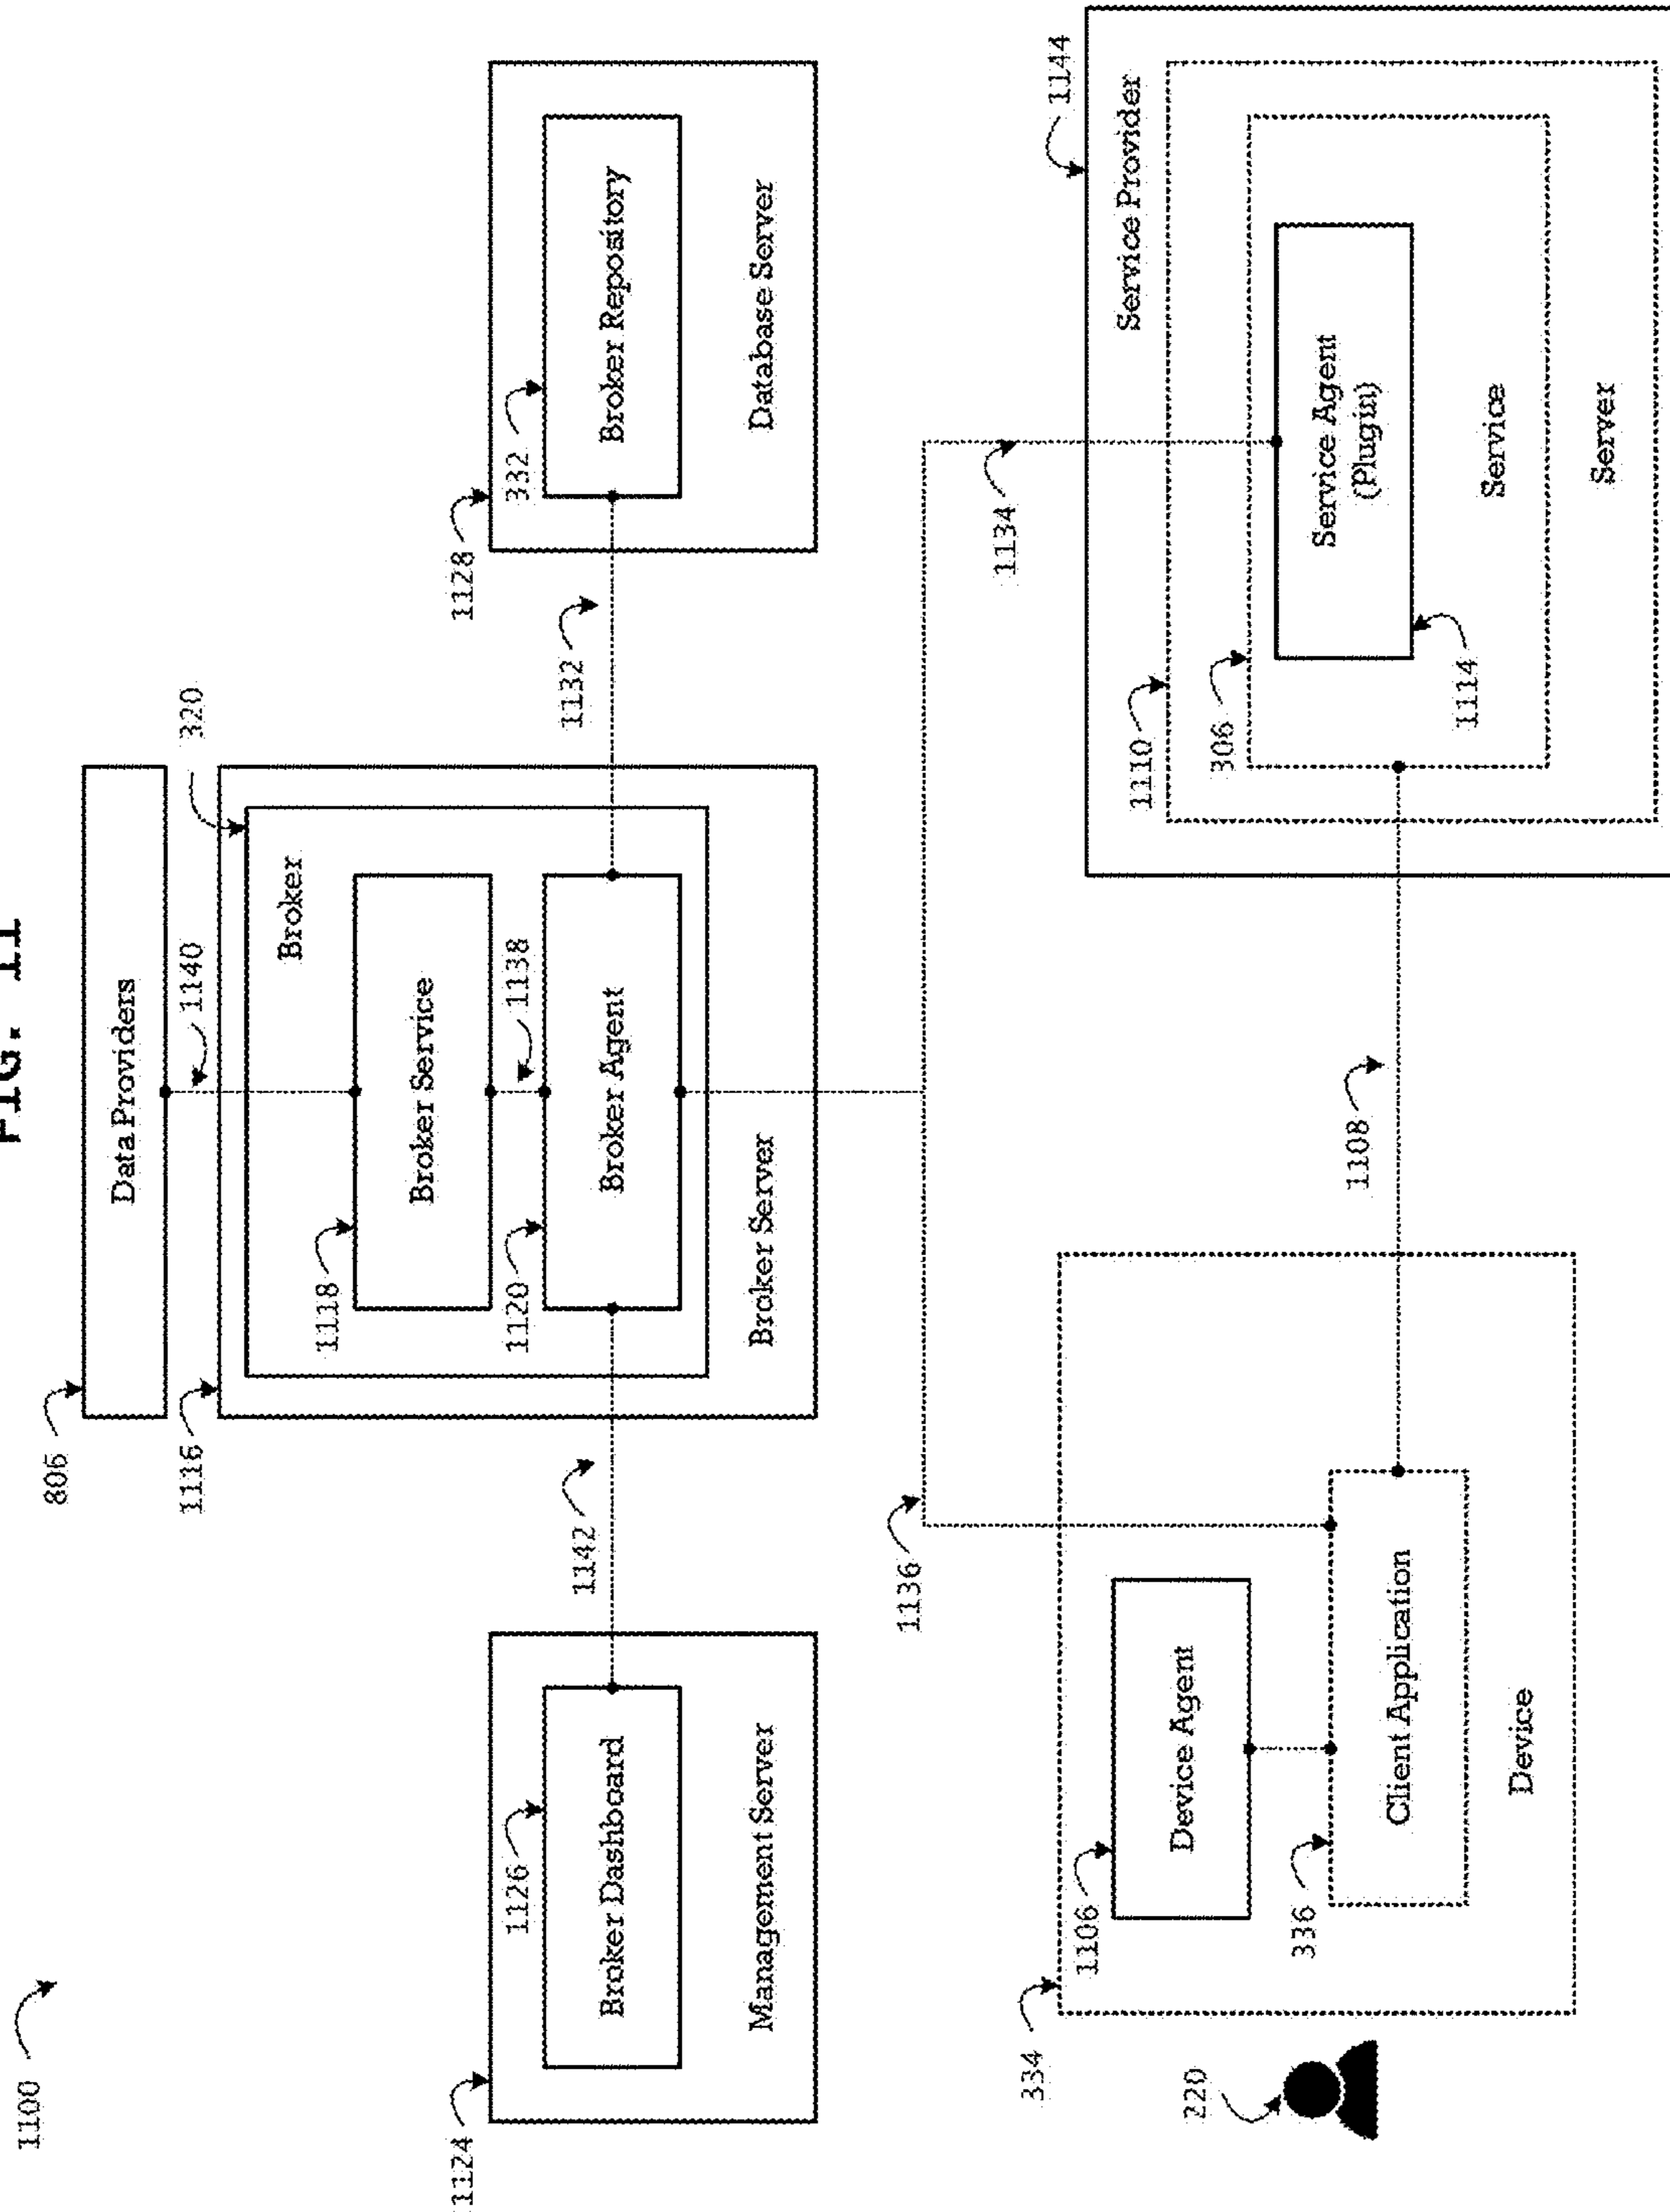 FIG. 11
1100
806
Data Providers
1140
320
1116
Broker
1118
Broker Service
1138
1120
Broker Agent
Broker Server
1124
1126
Broker Dashboard
Management Server
1142
1132
1128
332
Broker Repository
Database Server
1136
1134
334
220
1106
Device Agent
336
Client Application
Device
1108
1144
Service Provider
1110
306
Service Agent
(Plugin)
1114
Service
Server